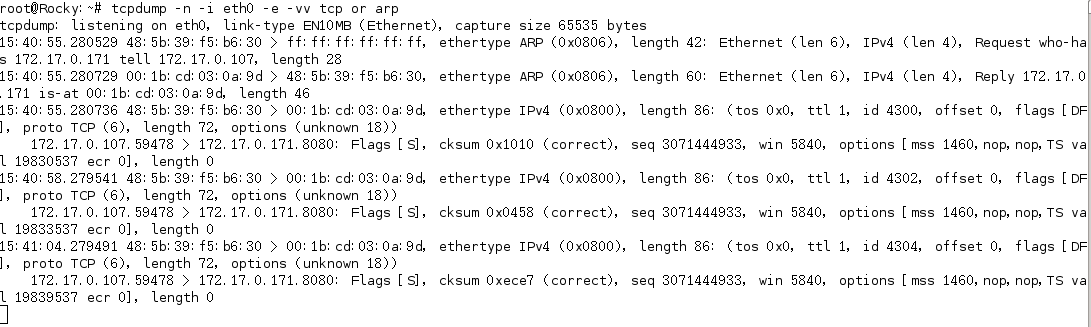 root@Rocky:~# tcpdump -n -i eth0 -e -vv tcp or arp
tcpdump: listening on eth0, link-type EN10MB (Ethernet), capture size 65535 bytes
15:40:55.280529 48:5b:39:f5:b6:30 > ff:ff:ff:ff:ff:ff, ethertype ARP (0x0806), length 42: Ethernet (len 6), IPv4 (len 4), Request who-ha
s 172.17.0.171 tell 172.17.0.107, length 28
15:40:55.280729 00:1b:cd:03:0a:9d > 48:5b:39:f5:b6:30, ethertype ARP (0x0806), length 60: Ethernet (len 6), IPv4 (len 4), Reply 172.17.0
.171 is-at 00:1b:cd:03:0a:9d, length 46
15:40:55.280736 48:5b:39:f5:b6:30 > 00:1b:cd:03:0a:9d, ethertype IPv4 (0x0800), length 86: (tos 0x0, ttl 1, id 4300, offset 0, flags [DF
], proto TCP (6), length 72, options (unknown 18))
172.17.0.107.59478 > 172.17.0.171.8080: Flags [S], cksum 0x1010 (correct), seq 3071444933, win 5840, options [mss 1460,nop,nop,TS va
l 19830537 ecr 0], length 0
15:40:58.279541 48:5b:39:f5:b6:30 > 00:1b:cd:03:0a:9d, ethertype IPv4 (0x0800), length 86: (tos 0x0, ttl 1, id 4302, offset 0, flags [DF
], proto TCP (6), length 72, options (unknown 18))
172.17.0.107.59478 > 172.17.0.171.8080: Flags [S], cksum 0x0458 (correct), seq 3071444933, win 5840, options [mss 1460,nop,nop,TS va
l 19833537 ecr 0], length 0
15:41:04.279491 48:5b:39:f5:b6:30 > 00:1b:cd:03:0a:9d, ethertype IPv4 (0x0800), length 86: (tos 0x0, ttl 1, id 4304, offset 0, flags [DF
], proto TCP (6), length 72, options (unknown 18))
172.17.0.107.59478 > 172.17.0.171.8080: Flags [S], cksum 0xece7 (correct), seq 3071444933, win 5840, options [mss 1460,nop,nop,TS va
l 19839537 ecr 0], length 0